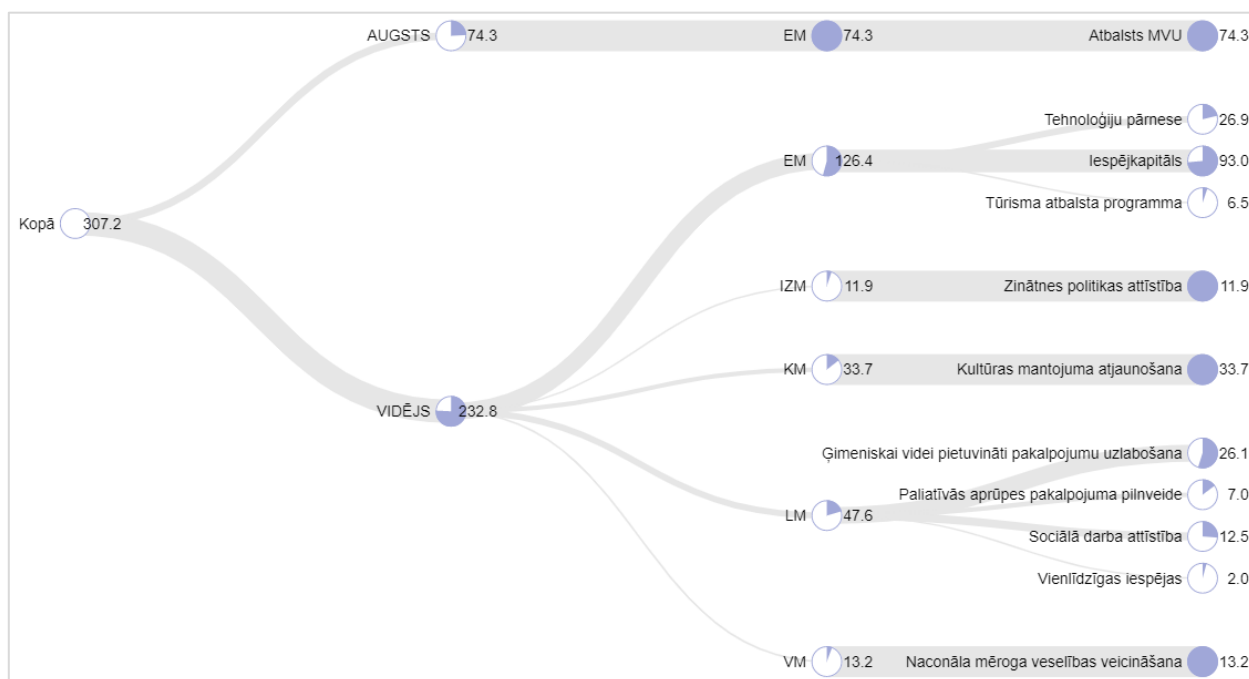 AUGSTS 74.3 EM 74.3 Atbalsts MVU 74.3
Tehnoloģiju pārnese 26.9
EM 126.4 Iespējkapitāls 93.0
Tūrisma atbalsta programma 6.5
Kopā 307.2
IZM 11.9 Zinātnes politikas attīstība 11.9
KM 33.7 Kultūras mantojuma atjaunošana 33.7
VIDĒJS 232.8
Ģimeniskai videi pietuvināti pakalpojumu uzlabošana 26.1
Paliatīvās aprūpes pakalpojuma pilnveide 7.0
LM 47.6
Sociālā darba attīstība 12.5
Vienlīdzīgas iespējas 2.0
VM 13.2 Naconāla mēroga veselības veicināšana 13.2